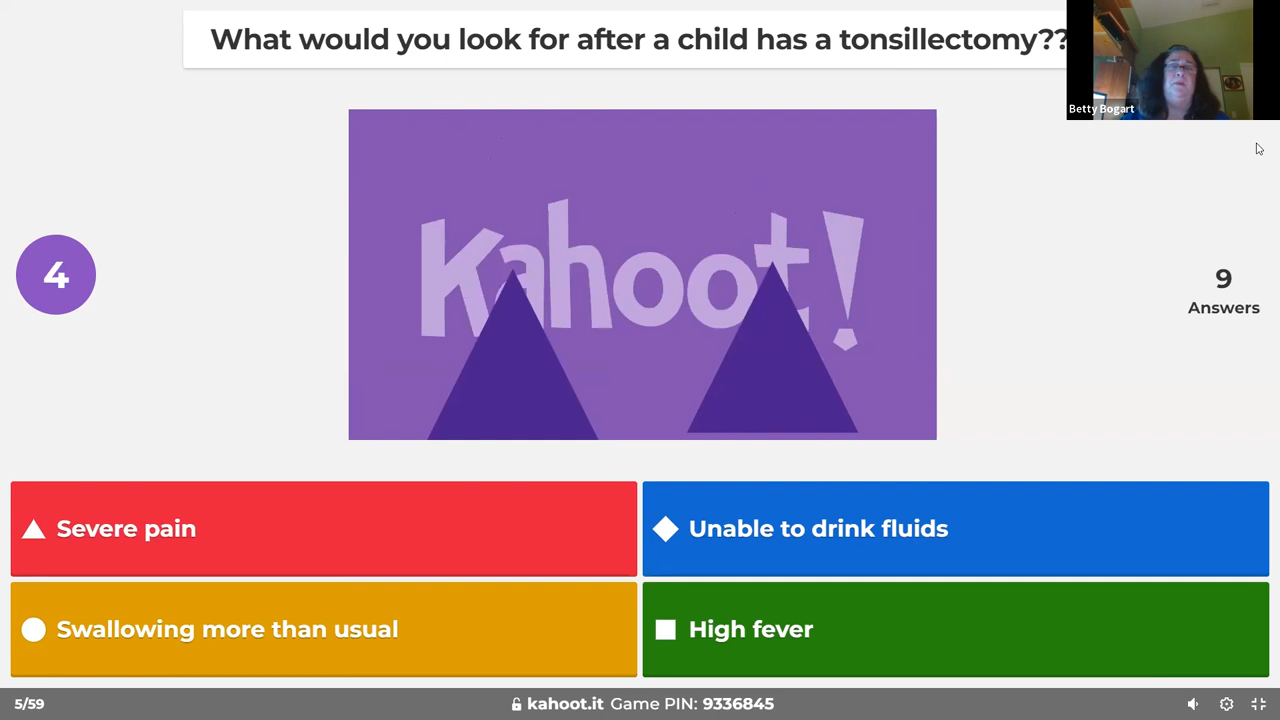 What would you look for after a child has a tonsillectomy??
Betty Bogart
Kahoot!
4
9
Answers
Severe pain
Unable to drink fluids
Swallowing more than usual
High fever
5/59
kahoot.it Game PIN: 9336845